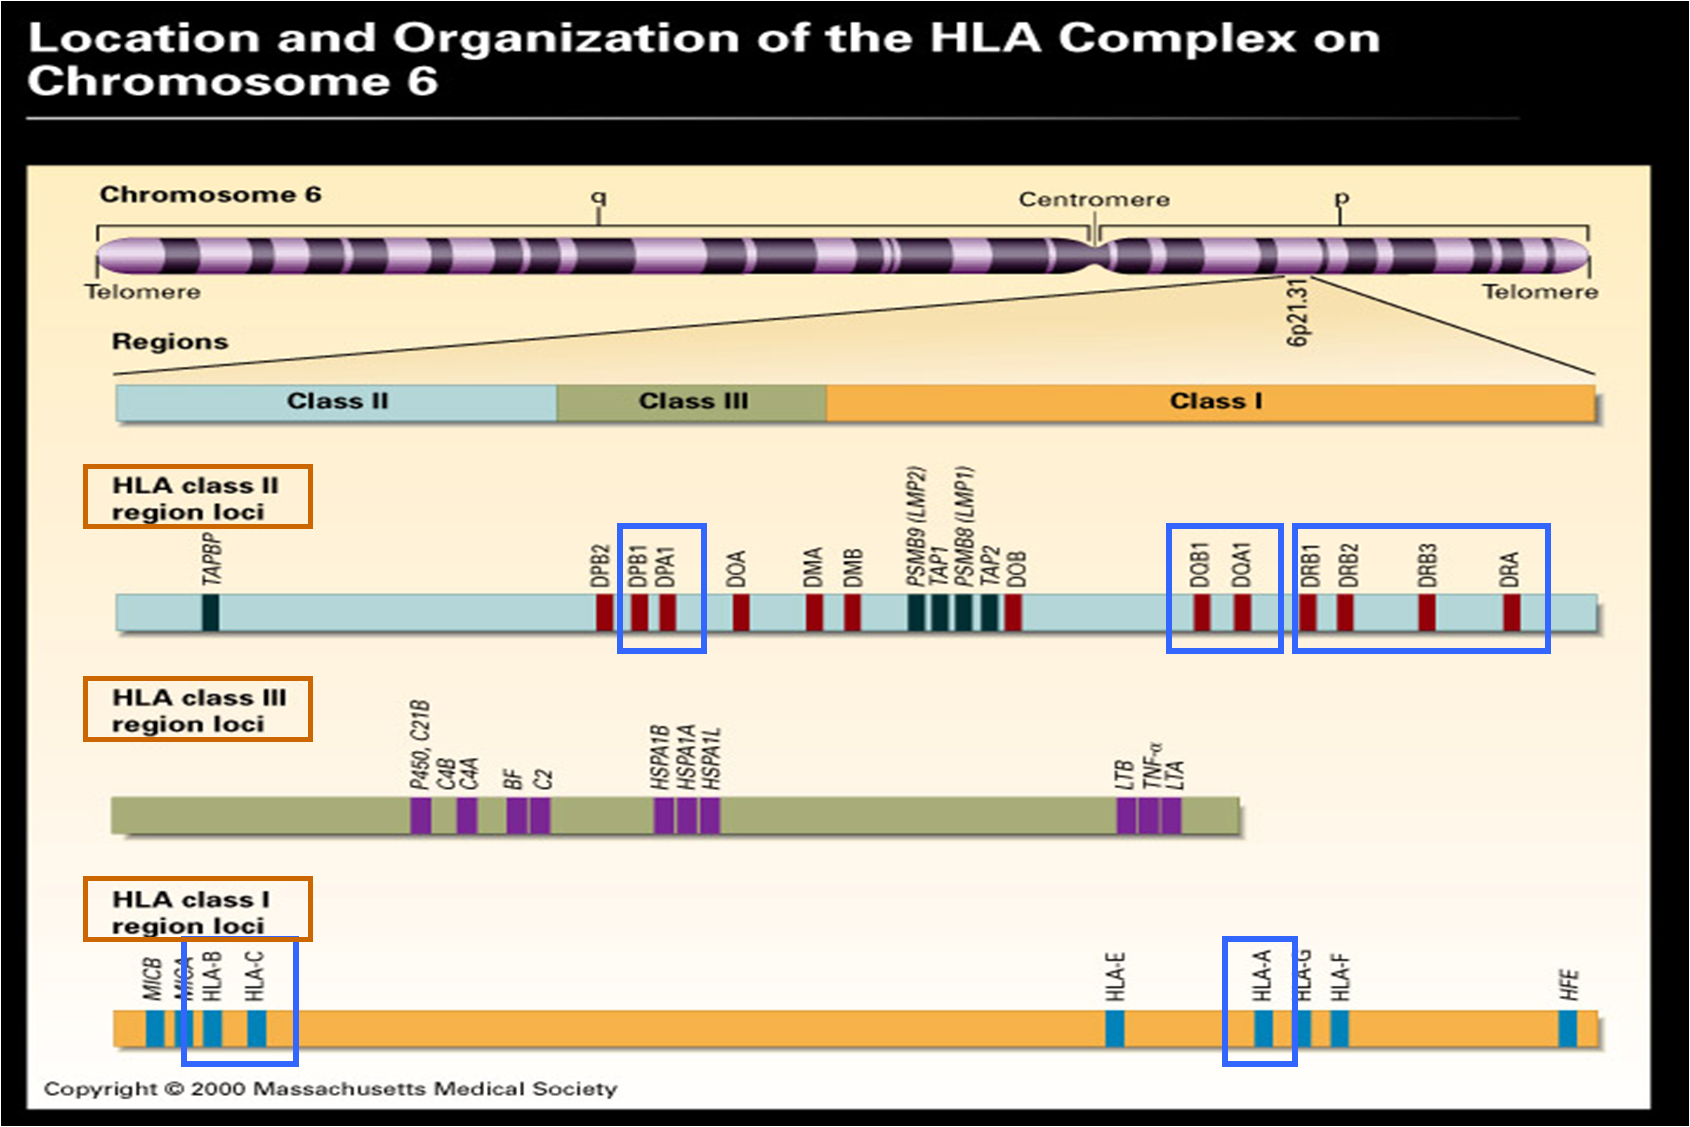 Location and Organization of the HLA Complex on
Chromosome 6
Chromosome 6
q
Centromere
p
Telomere
Telomere
6p21.31
Regions
Class II
Class III
Class I
HLA class II
region loci
TAPBP
DPB2
DPB1
DPA1
DOA
DMA
DMB
PSMB9 (LMP2)
TAP1
PSMB8 (LMP1)
TAP2
DOB
DQB1
DQA1
DRB1
DRB2
DRB3
DRA
HLA class III
region loci
P450, C21B
C4B
C4A
BF
C2
HSPA1B
HSPA1A
HSPA1L
LTB
TNF-α
LTA
HLA class I
region loci
MICB
MICA
HLA-B
HLA-C
HLA-E
HLA-A
HLA-G
HLA-F
HFE
Copyright © 2000 Massachusetts Medical Society